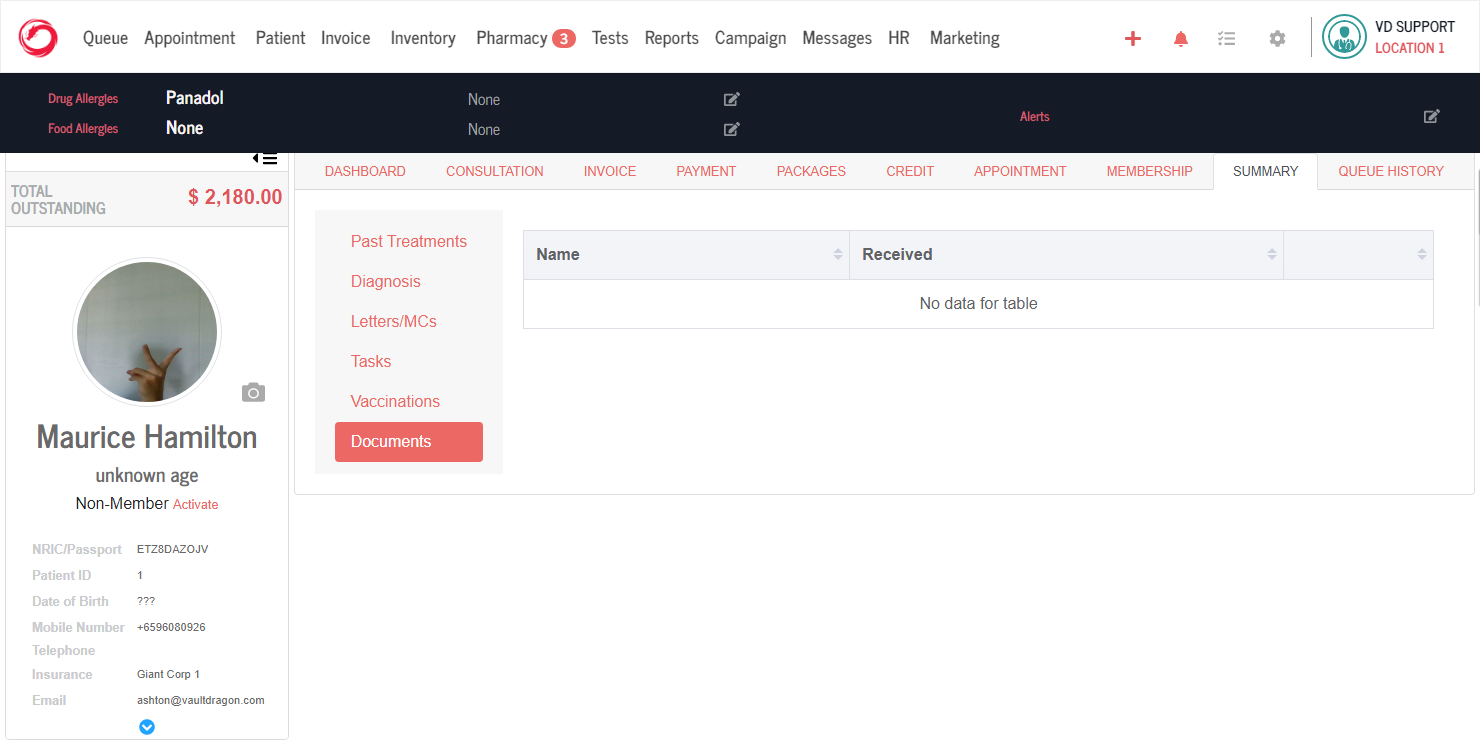 Queue Appointment Patient Invoice Inventory Pharmacy 3 Tests Reports Campaign Messages HR Marketing
VD SUPPORT
LOCATION 1
Drug Allergies Panadol None
Food Allergies None None
Alerts
DASHBOARD CONSULTATION INVOICE PAYMENT PACKAGES CREDIT APPOINTMENT MEMBERSHIP SUMMARY QUEUE HISTORY
TOTAL
OUTSTANDING
$ 2,180.00
Maurice Hamilton
unknown age
Non-Member Activate
NRIC/Passport ETZ8DAZOJV
Patient ID 1
Date of Birth ???
Mobile Number +6596080926
Telephone
Insurance Giant Corp 1
Email ashton@vaultdragon.com
Past Treatments
Diagnosis
Letters/MCs
Tasks
Vaccinations
Documents
Name Received
No data for table